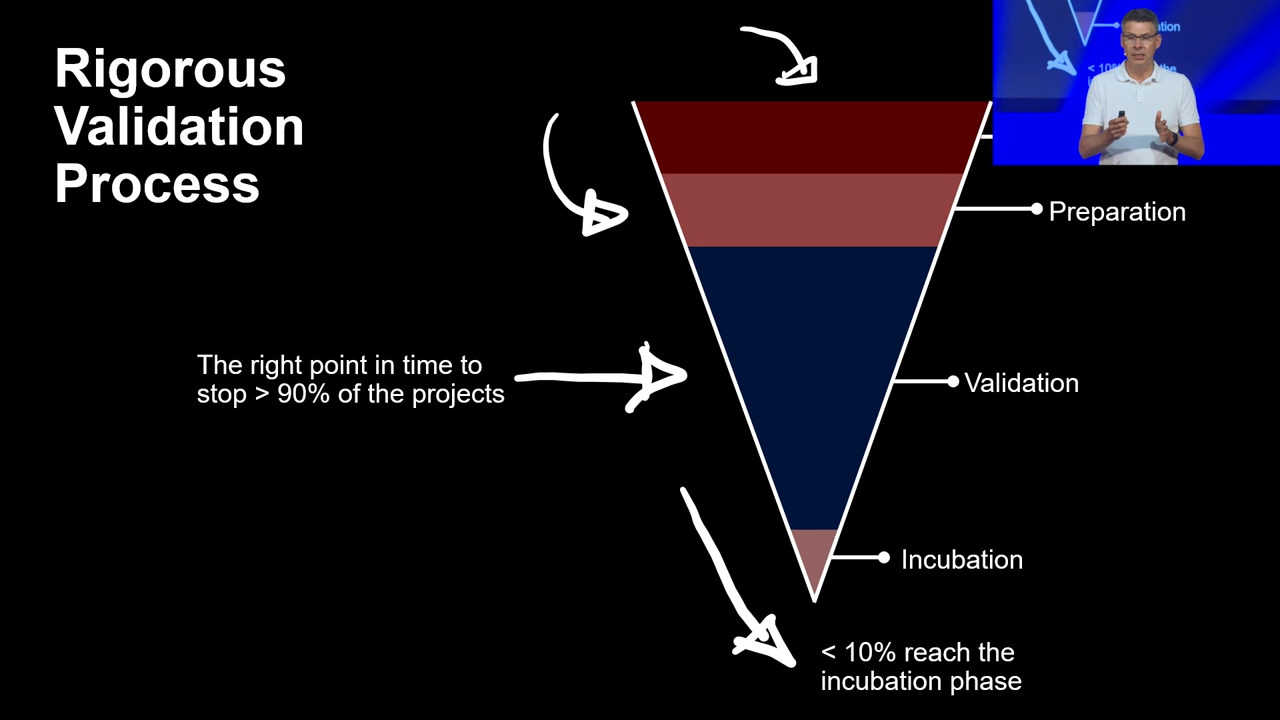 Rigorous
Validation
Process
Preparation
The right point in time to
stop > 90% of the projects
Validation
Incubation
< 10% reach the
incubation phase